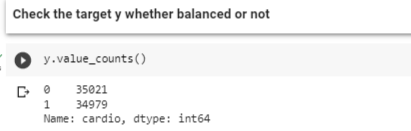 Check the target y whether balanced or not
y.value_counts()
0    35021
1    34979
Name: cardio, dtype: int64